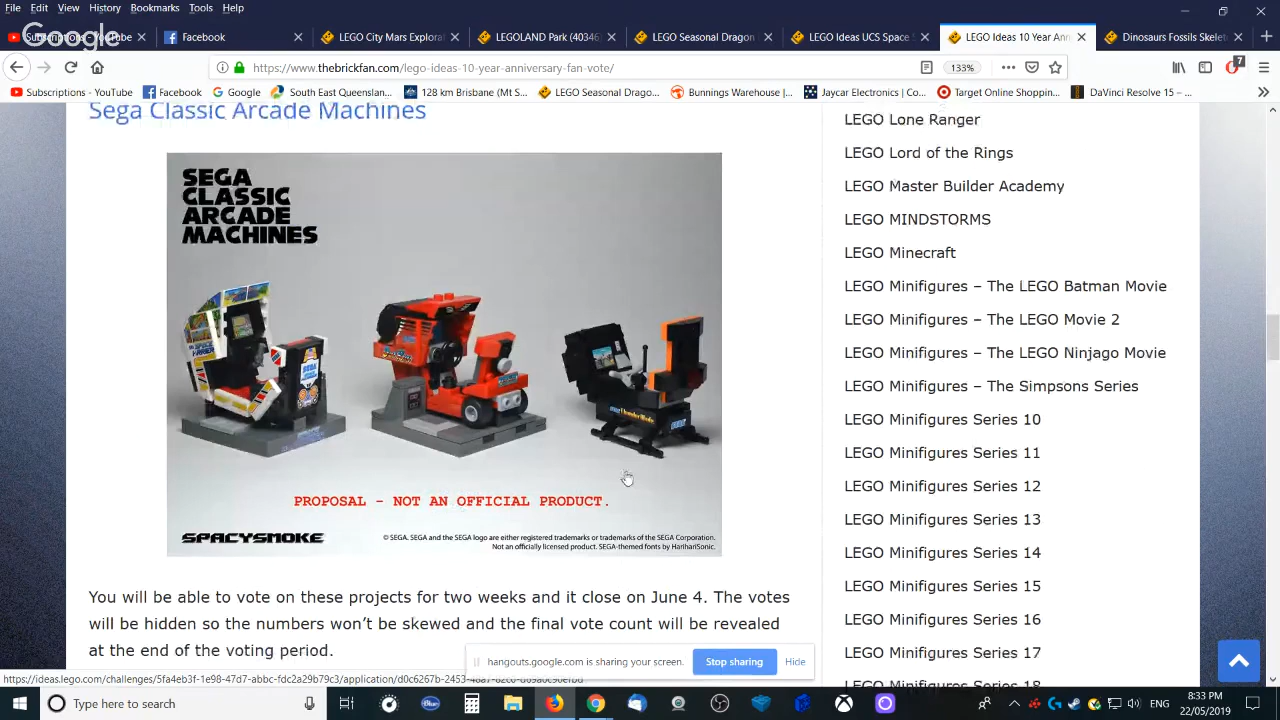 File Edit View History Bookmarks Tools Help
Google
Subscriptions - YouTube
Facebook
LEGO City Mars Explorat
LEGOLAND Park (40346)
LEGO Seasonal Dragon
LEGO Ideas UCS Space S
LEGO Ideas 10 Year Ann
Dinosaurs Fossils Skelet
https://www.thebrickfan.com/lego-ideas-10-year-anniversary-fan-vote/
133%
7
Subscriptions - YouT...
Facebook
Google
South East Queenslan...
128 km Brisbane (Mt S...
LEGO Seasonal Drago...
Bunnings Warehouse |...
Jaycar Electronics | Co...
Target Online Shoppin...
DaVinci Resolve 15 – ...
Sega Classic Arcade Machines
SEGA
CLASSIC
ARCADE
MACHINES
PROPOSAL - NOT AN OFFICIAL PRODUCT.
SPACYSMOKE
© SEGA. SEGA and the SEGA logo are either registered trademarks or trademarks of the SEGA Corporation.
Not an officially licensed product. SEGA-themed fonts by HarihariSonic.
You will be able to vote on these projects for two weeks and it close on June 4. The votes
will be hidden so the numbers won't be skewed and the final vote count will be revealed
at the end of the voting period.
LEGO Lone Ranger
LEGO Lord of the Rings
LEGO Master Builder Academy
LEGO MINDSTORMS
LEGO Minecraft
LEGO Minifigures – The LEGO Batman Movie
LEGO Minifigures – The LEGO Movie 2
LEGO Minifigures – The LEGO Ninjago Movie
LEGO Minifigures – The Simpsons Series
LEGO Minifigures Series 10
LEGO Minifigures Series 11
LEGO Minifigures Series 12
LEGO Minifigures Series 13
LEGO Minifigures Series 14
LEGO Minifigures Series 15
LEGO Minifigures Series 16
LEGO Minifigures Series 17
LEGO Minifigures Series 18
hangouts.google.com is sharing your screen.
Stop sharing
Hide
Type here to search
ENG
8:33 PM
22/05/2019